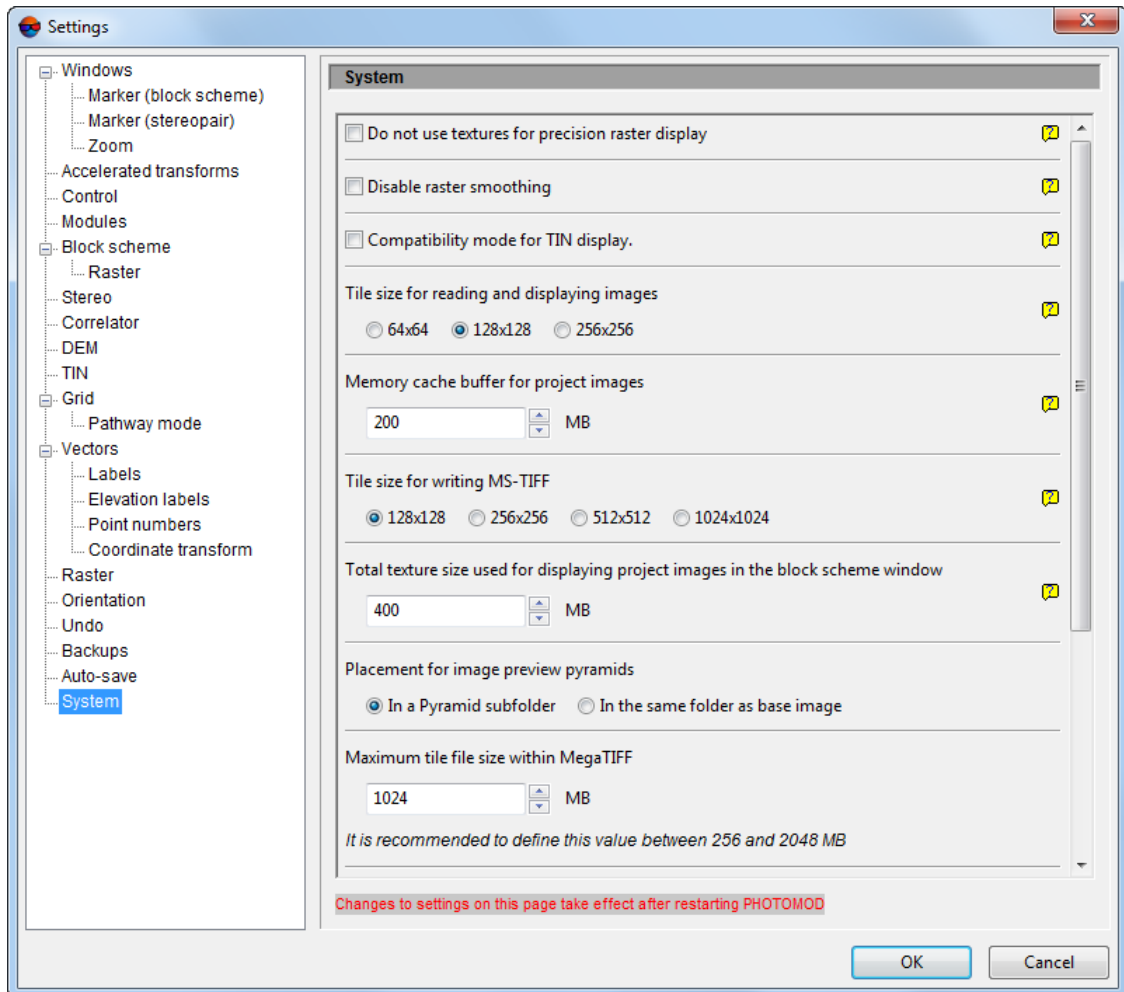 Settings
Windows
Marker (block scheme)
Marker (stereopair)
Zoom
Accelerated transforms
Control
Modules
Block scheme
Raster
Stereo
Correlator
DEM
TIN
Grid
Pathway mode
Vectors
Labels
Elevation labels
Point numbers
Coordinate transform
Raster
Orientation
Undo
Backups
Auto-save
System
System
Do not use textures for precision raster display
Disable raster smoothing
Compatibility mode for TIN display.
Tile size for reading and displaying images
64x64 128x128 256x256
Memory cache buffer for project images
200 MB
Tile size for writing MS-TIFF
128x128 256x256 512x512 1024x1024
Total texture size used for displaying project images in the block scheme window
400 MB
Placement for image preview pyramids
In a Pyramid subfolder In the same folder as base image
Maximum tile file size within MegaTIFF
1024 MB
It is recommended to define this value between 256 and 2048 MB
Changes to settings on this page take effect after restarting PHOTOMOD
OK Cancel